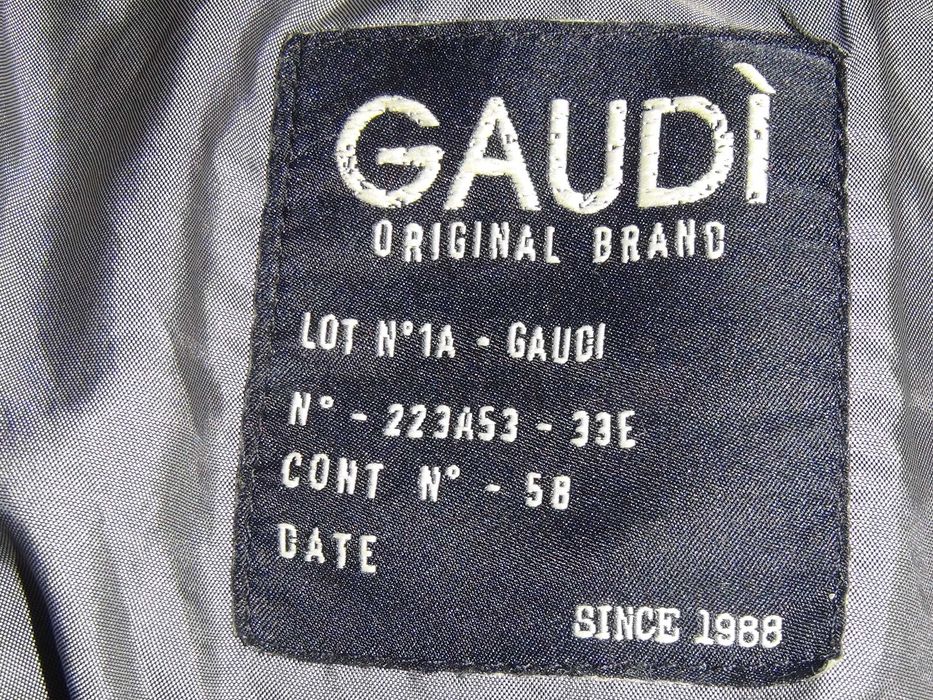 GAUDÌ
ORIGINAL BRAND
LOT N°1A - GAUDI
N° - 223A53 - 33E
CONT N° - 58
DATE
SINCE 1988